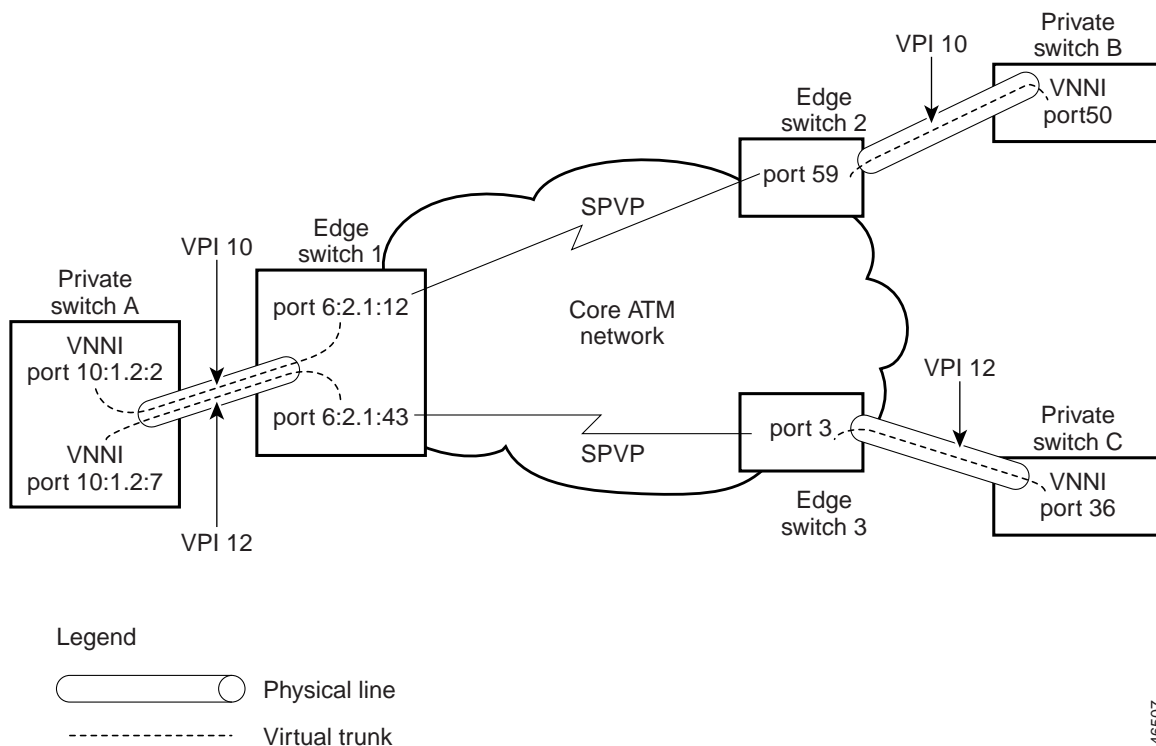 Private
switch B
VPI 10
VNNI
port50
Edge
switch 2
port 59
SPVP
Edge
switch 1
VPI 10
Private
switch A
port 6:2.1:12
Core ATM
network
VNNI
port 10:1.2:2
VPI 12
port 6:2.1:43
port 3
Private
switch C
VNNI
port 10:1.2:7
SPVP
VNNI
port 36
Edge
switch 3
VPI 12
Legend
Physical line
Virtual trunk
46597